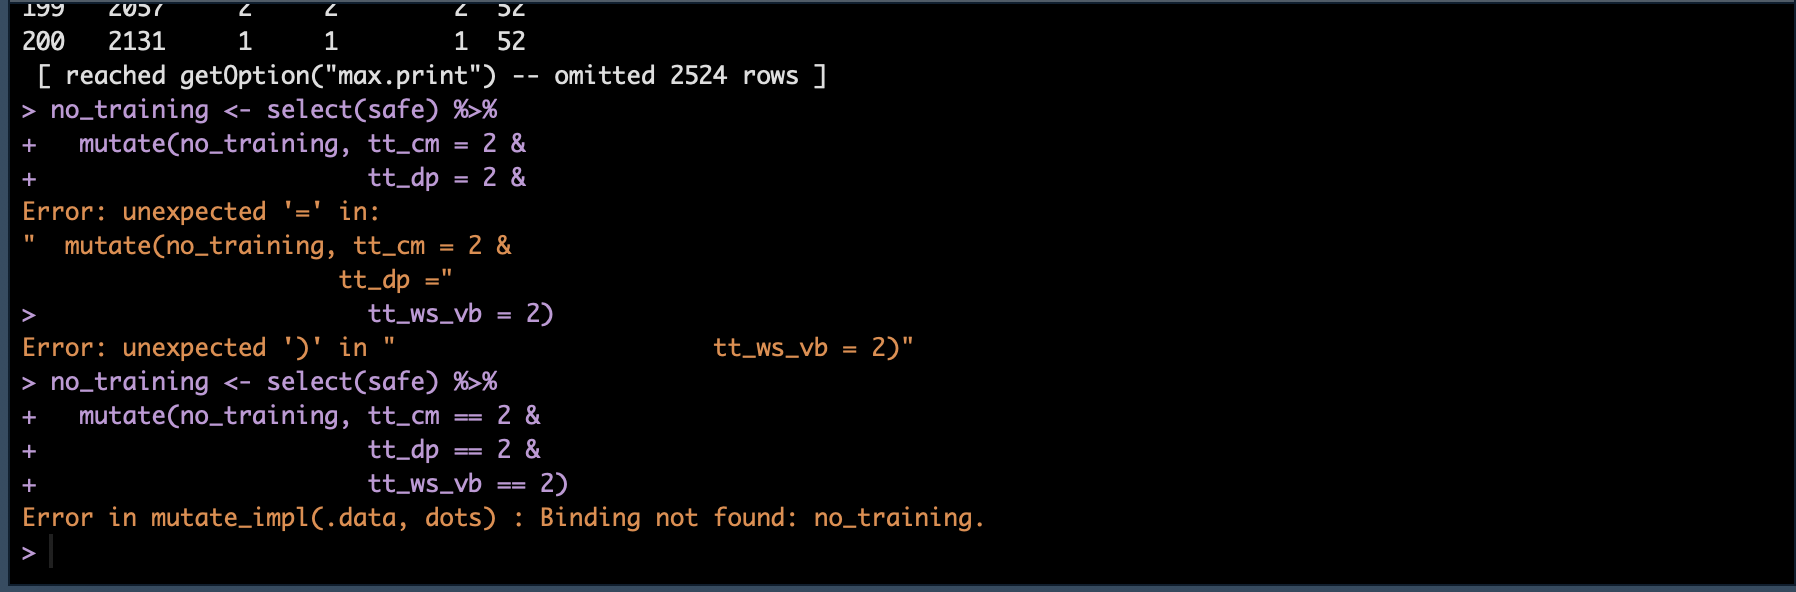 199   2057     2     2        2  52
200   2131     1     1        1  52
 [ reached getOption("max.print") -- omitted 2524 rows ]
> no_training <- select(safe) %>%
+   mutate(no_training, tt_cm = 2 &
+                       tt_dp = 2 &
Error: unexpected '=' in:
"  mutate(no_training, tt_cm = 2 &
                      tt_dp ="
>                       tt_ws_vb = 2)
Error: unexpected ')' in "                      tt_ws_vb = 2)"
> no_training <- select(safe) %>%
+   mutate(no_training, tt_cm == 2 &
+                       tt_dp == 2 &
+                       tt_ws_vb == 2)
Error in mutate_impl(.data, dots) : Binding not found: no_training.
>